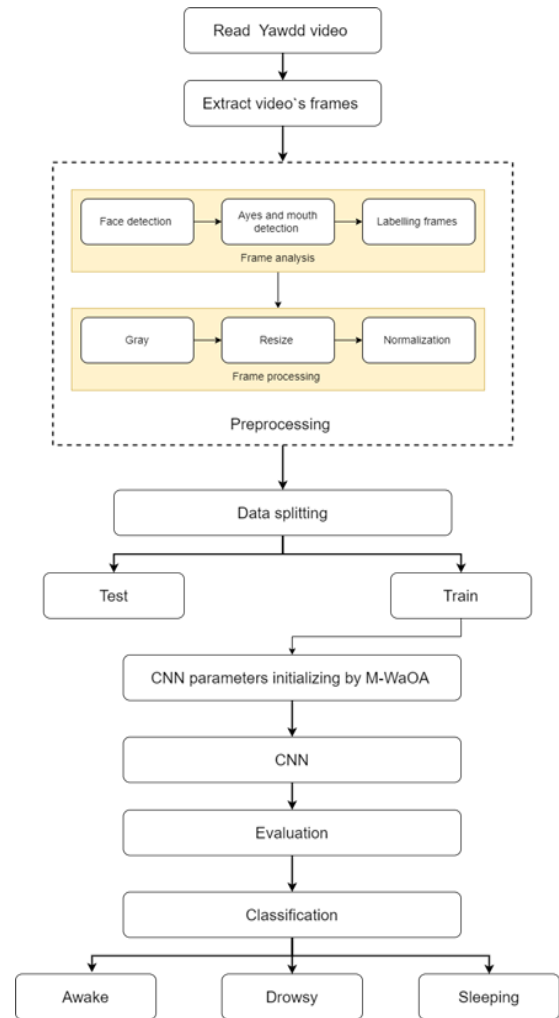 Read Yawdd video
Extract video`s frames
Face detection
Ayes and mouth
detection
Labelling frames
Frame analysis
Gray
Resize
Normalization
Frame processing
Preprocessing
Data splitting
Test
Train
CNN parameters initializing by M-WaOA
CNN
Evaluation
Classification
Awake
Drowsy
Sleeping